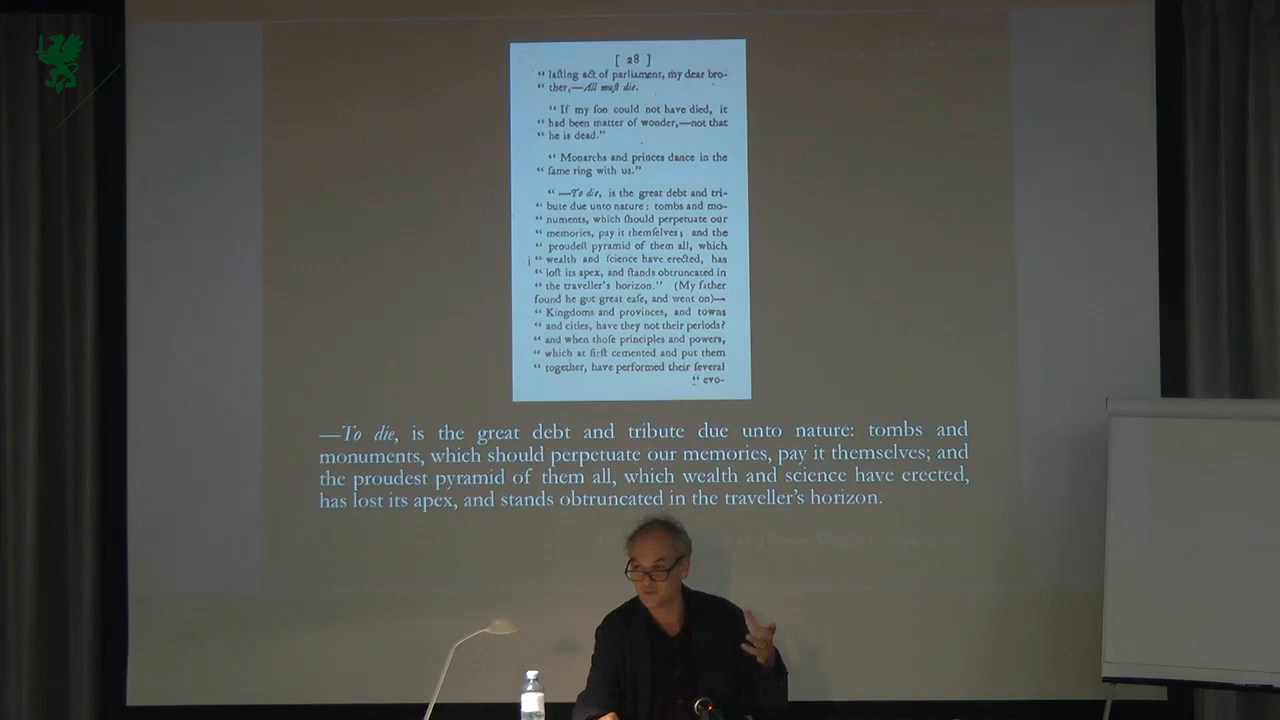 [ 28 ]
“ laſting act of parliament, my dear bro-
“ ther,—All muſt die.
“ If my ſon could not have died, it
“ had been matter of wonder,—not that
“ he is dead.”
“ Monarchs and princes dance in the
“ ſame ring with us.”
“ —To die, is the great debt and tri-
“ bute due unto nature : tombs and mo-
“ numents, which ſhould perpetuate our
“ memories, pay it themſelves ; and the
“ proudeſt pyramid of them all, which
“ wealth and ſcience have erected, has
“ loſt its apex, and ſtands obtruncated in
“ the traveller's horizon.” (My father
found he got great eaſe, and went on)—
“ Kingdoms and provinces, and towns
“ and cities, have they not their periods?
“ and when thoſe principles and powers,
“ which at firſt cemented and put them
“ together, have performed their ſeveral
“ evo-
—To die, is the great debt and tribute due unto nature: tombs and
monuments, which should perpetuate our memories, pay it themselves; and
the proudest pyramid of them all, which wealth and science have erected,
has lost its apex, and stands obtruncated in the traveller’s horizon.